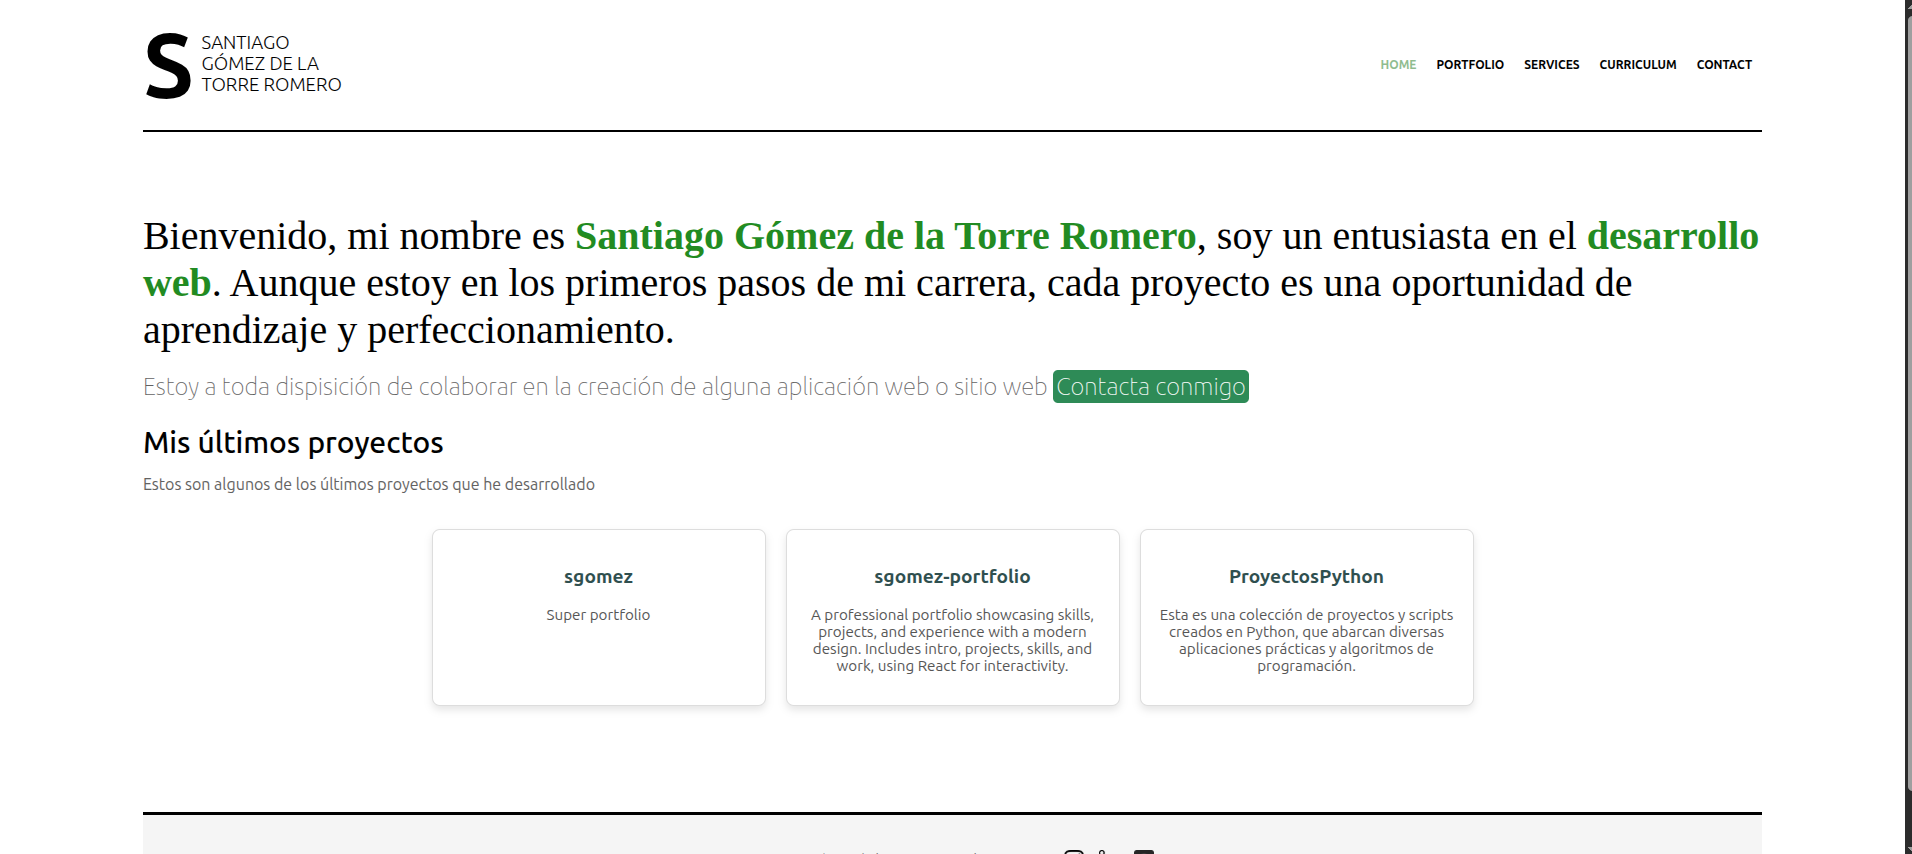 S
SANTIAGO
GÓMEZ DE LA
TORRE ROMERO
HOME PORTFOLIO SERVICES CURRICULUM CONTACT
Bienvenido, mi nombre es Santiago Gómez de la Torre Romero, soy un entusiasta en el desarrollo
web. Aunque estoy en los primeros pasos de mi carrera, cada proyecto es una oportunidad de
aprendizaje y perfeccionamiento.
Estoy a toda dispisición de colaborar en la creación de alguna aplicación web o sitio web Contacta conmigo
Mis últimos proyectos
Estos son algunos de los últimos proyectos que he desarrollado
sgomez
Super portfolio
sgomez-portfolio
A professional portfolio showcasing skills,
projects, and experience with a modern
design. Includes intro, projects, skills, and
work, using React for interactivity.
ProyectosPython
Esta es una colección de proyectos y scripts
creados en Python, que abarcan diversas
aplicaciones prácticas y algoritmos de
programación.